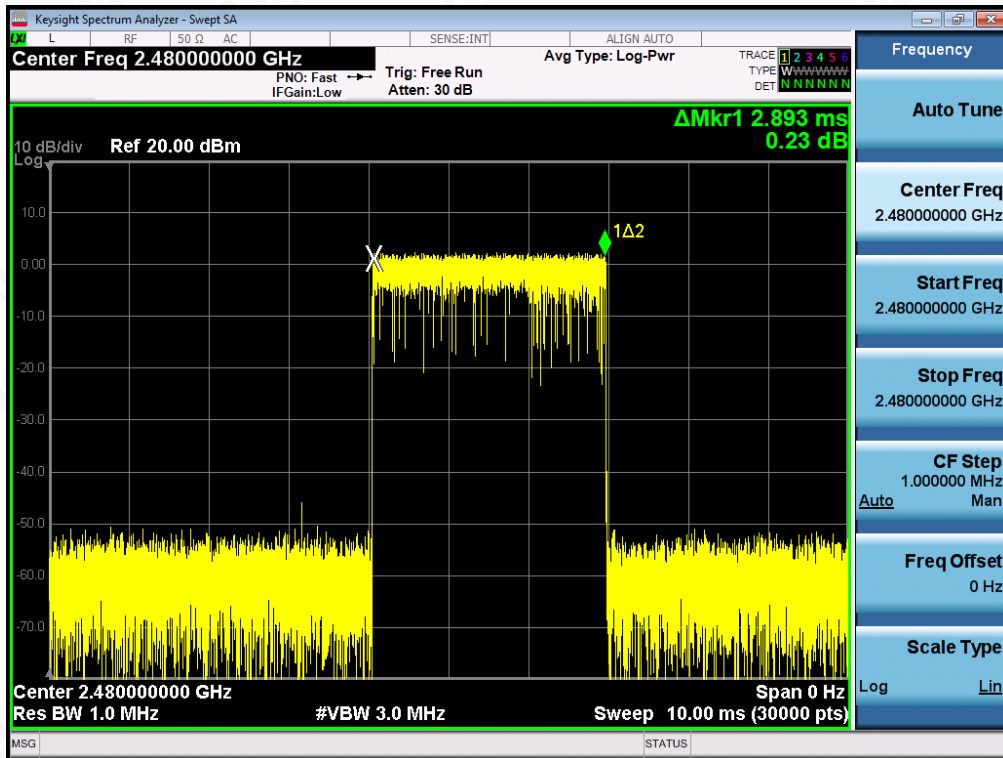 Keysight Spectrum Analyzer - Swept SA
LXI L RF 50 Ω AC SENSE:INT ALIGN AUTO
Center Freq 2.480000000 GHz
PNO: Fast
IFGain:Low
Trig: Free Run
Atten: 30 dB
Avg Type: Log-Pwr
TRACE 1 2 3 4 5 6
TYPE WWWWWW
DET N N N N N N
ΔMkr1 2.893 ms
0.23 dB
10 dB/div Ref 20.00 dBm
Log
10.0
0.00
-10.0
-20.0
-30.0
-40.0
-50.0
-60.0
-70.0
X
1Δ2
Center 2.480000000 GHz Span 0 Hz
Res BW 1.0 MHz #VBW 3.0 MHz Sweep 10.00 ms (30000 pts)
MSG STATUS
Frequency
Auto Tune
Center Freq
2.480000000 GHz
Start Freq
2.480000000 GHz
Stop Freq
2.480000000 GHz
CF Step
1.000000 MHz
Auto Man
Freq Offset
0 Hz
Scale Type
Log Lin